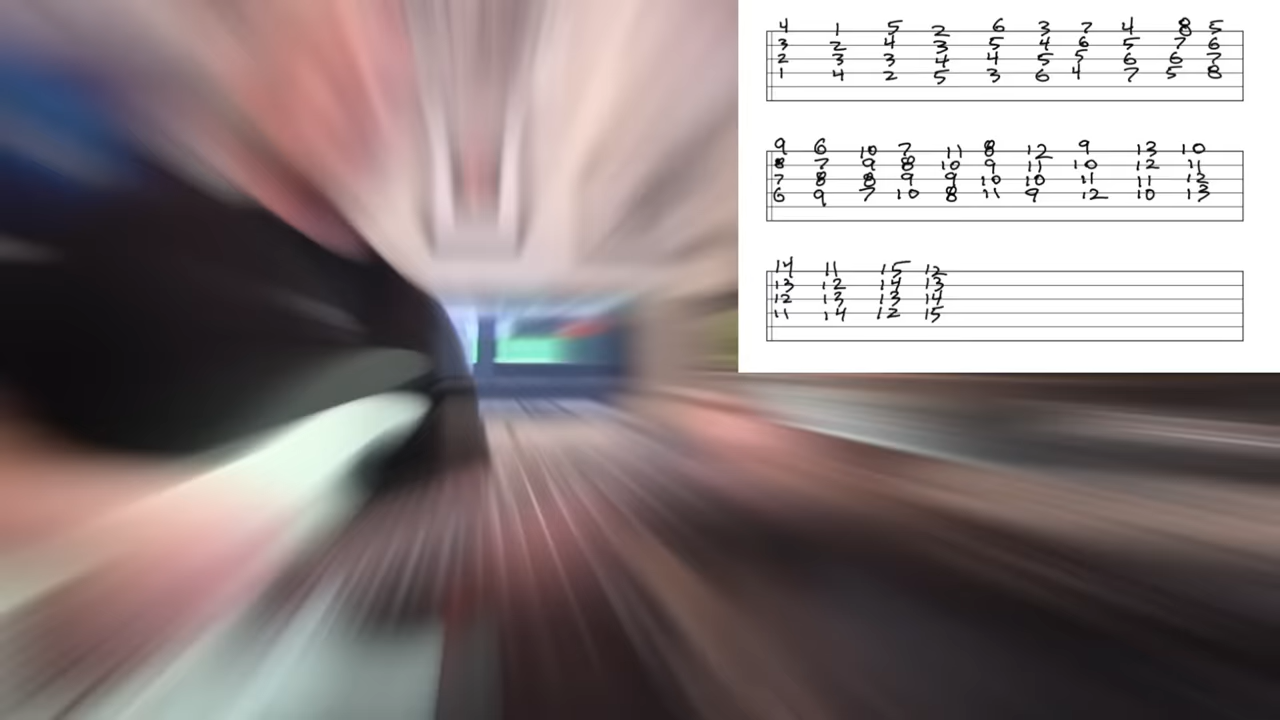 4 1 5 2 6 3 7 4 8 5
3 2 4 3 5 4 6 5 7 6
2 3 3 4 4 5 5 6 6 7
1 4 2 5 3 6 4 7 5 8
9 6 10 7 11 8 12 9 13 10
8 7 9 8 10 9 11 10 12 11
7 8 8 9 9 10 10 11 11 12
6 9 7 10 8 11 9 12 10 13
14 11 15 12
13 12 14 13
12 13 13 14
11 14 12 15